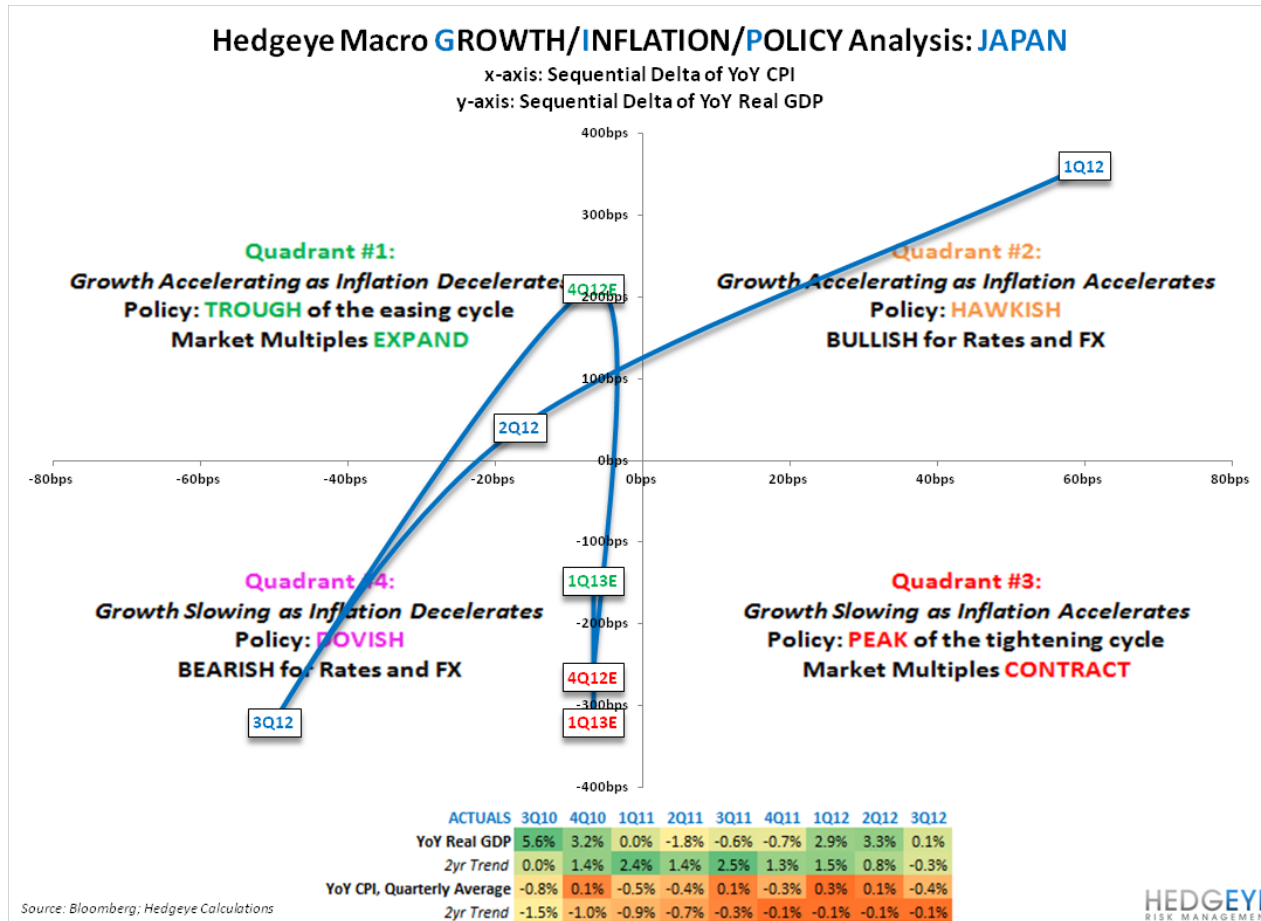 Hedgeye Macro GROWTH/INFLATION/POLICY Analysis: JAPAN
x-axis: Sequential Delta of YoY CPI
y-axis: Sequential Delta of YoY Real GDP
400bps
1Q12
300bps
Quadrant #1:
Growth Accelerating as Inflation Decelerates
Policy: TROUGH of the easing cycle
Market Multiples EXPAND
Quadrant #2:
Growth Accelerating as Inflation Accelerates
Policy: HAWKISH
BULLISH for Rates and FX
4Q12E
200bps
100bps
2Q12
0bps
-80bps -60bps -40bps -20bps 0bps 20bps 40bps 60bps 80bps
-100bps
Quadrant #4:
Growth Slowing as Inflation Decelerates
Policy: DOVISH
BEARISH for Rates and FX
1Q13E
Quadrant #3:
Growth Slowing as Inflation Accelerates
Policy: PEAK of the tightening cycle
Market Multiples CONTRACT
-200bps
4Q12E
-300bps
3Q12
1Q13E
-400bps
ACTUALS 3Q10 4Q10 1Q11 2Q11 3Q11 4Q11 1Q12 2Q12 3Q12
YoY Real GDP 5.6% 3.2% 0.0% -1.8% -0.6% -0.7% 2.9% 3.3% 0.1%
2yr Trend 0.0% 1.4% 2.4% 1.4% 2.5% 1.3% 1.5% 0.8% -0.3%
YoY CPI, Quarterly Average -0.8% 0.1% -0.5% -0.4% 0.1% -0.3% 0.3% 0.1% -0.4%
2yr Trend -1.5% -1.0% -0.9% -0.7% -0.3% -0.1% -0.1% -0.1% -0.1%
Source: Bloomberg; Hedgeye Calculations
HEDGEYE
RISK MANAGEMENT